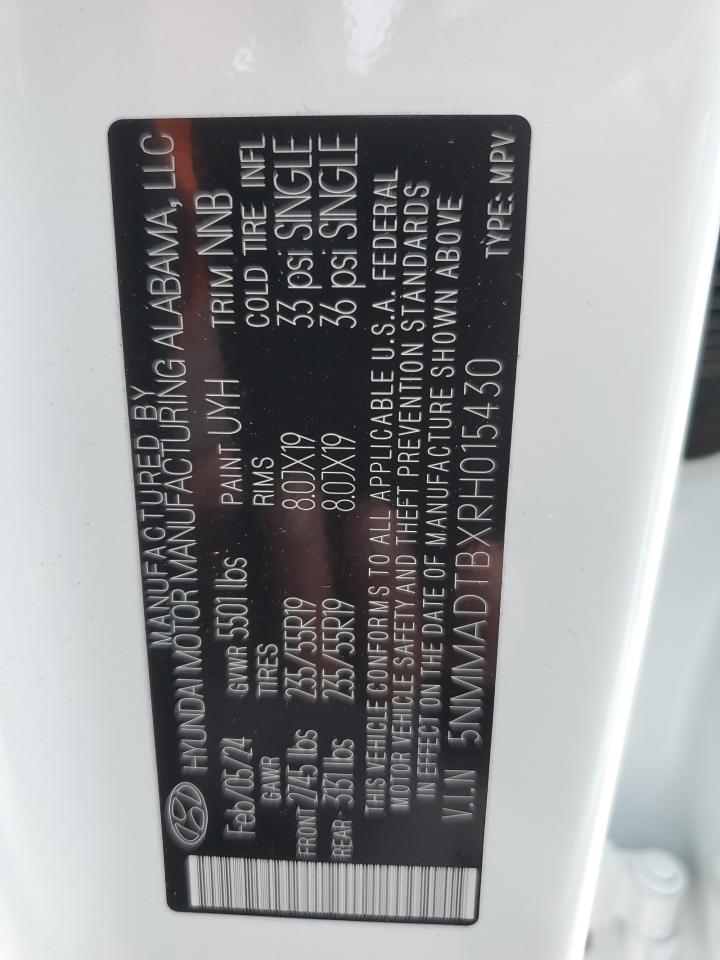 MANUFACTURED BY
HYUNDAI MOTOR MANUFACTURING ALABAMA, LLC
Feb/05/24 GVWR 5501 lbs PAINT UYH TRIM NNB
GAWR TIRES RIMS COLD TIRE INFL
FRONT 2745 lbs 235/55R19 8.0JX19 33 psi SINGLE
REAR- 3131 lbs 235/55R19 8.0JX19 36 psi SINGLE
THIS VEHICLE CONFORMS TO ALL APPLICABLE U.S.A. FEDERAL
MOTOR VEHICLE SAFETY AND THEFT PREVENTION STANDARDS
IN EFFECT ON THE DATE OF MANUFACTURE SHOWN ABOVE
V.I.N 5NMMADTBXRH015430 TYPE: MPV